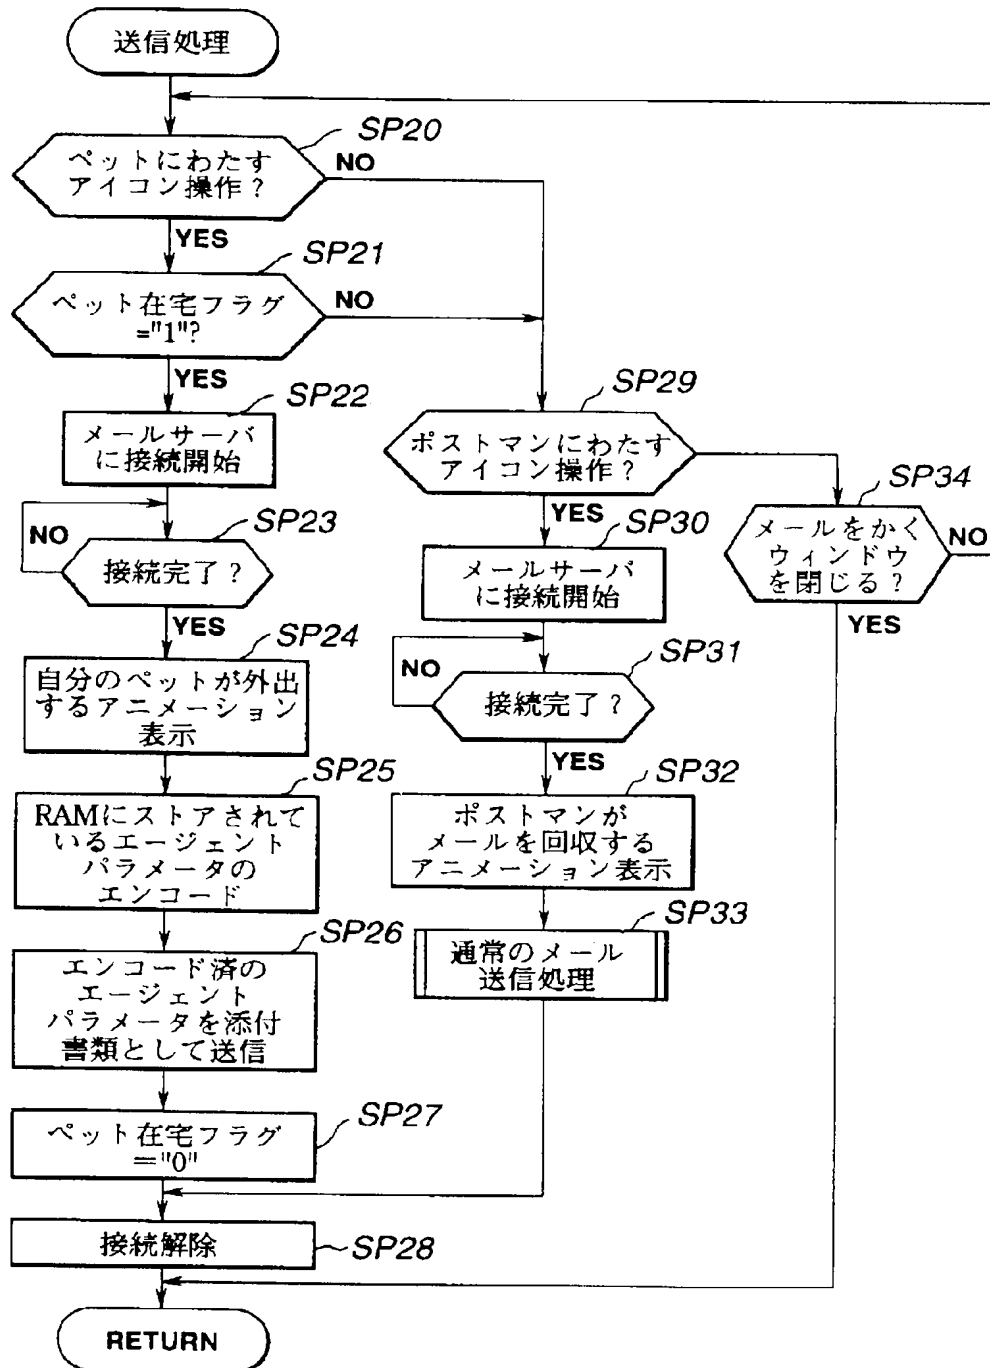 送信処理
SP20
ペットにわたす
アイコン操作?
NO
YES
SP21
ペット在宅フラグ
="1"?
NO
YES
SP22
メールサーバ
に接続開始
SP23
NO
接続完了?
YES
SP24
自分のペットが外出
するアニメーション
表示
SP25
RAMにストアされて
いるエージェント
パラメータの
エンコード
SP26
エンコード済の
エージェント
パラメータを添付
書類として送信
SP27
ペット在宅フラグ
="0"
SP28
接続解除
RETURN
SP29
ポストマンにわたす
アイコン操作?
YES
SP30
メールサーバ
に接続開始
SP31
NO
接続完了?
YES
SP32
ポストマンが
メールを回収する
アニメーション表示
SP33
通常のメール
送信処理
SP34
メールをかく
ウィンドウ
を閉じる?
NO
YES